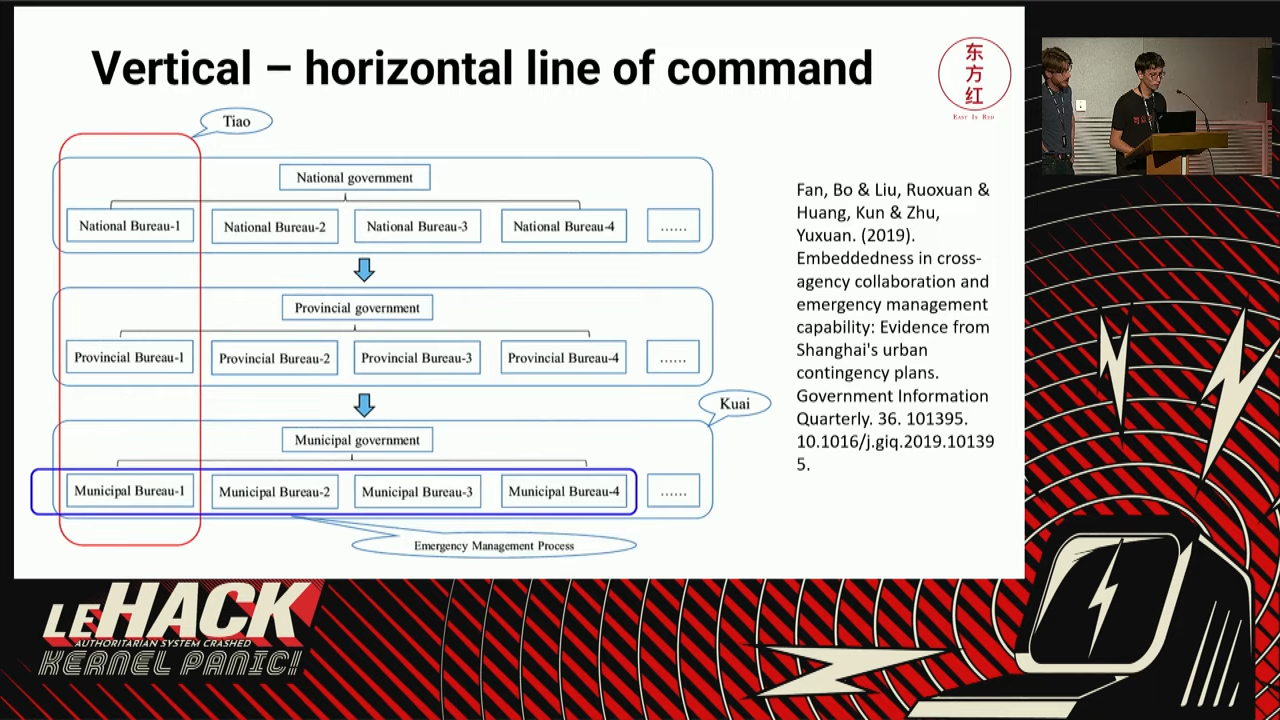 Vertical – horizontal line of command
东
方
红
East Is Red
Tiao
National government
National Bureau-1
National Bureau-2
National Bureau-3
National Bureau-4
......
Provincial government
Provincial Bureau-1
Provincial Bureau-2
Provincial Bureau-3
Provincial Bureau-4
......
Kuai
Municipal government
Municipal Bureau-1
Municipal Bureau-2
Municipal Bureau-3
Municipal Bureau-4
......
Emergency Management Process
Fan, Bo & Liu, Ruoxuan &
Huang, Kun & Zhu,
Yuxuan. (2019).
Embeddedness in cross-
agency collaboration and
emergency management
capability: Evidence from
Shanghai's urban
contingency plans.
Government Information
Quarterly. 36. 101395.
10.1016/j.giq.2019.10139
5.
LEHACK
AUTHORITARIAN SYSTEM CRASHED
KERNEL PANIC!